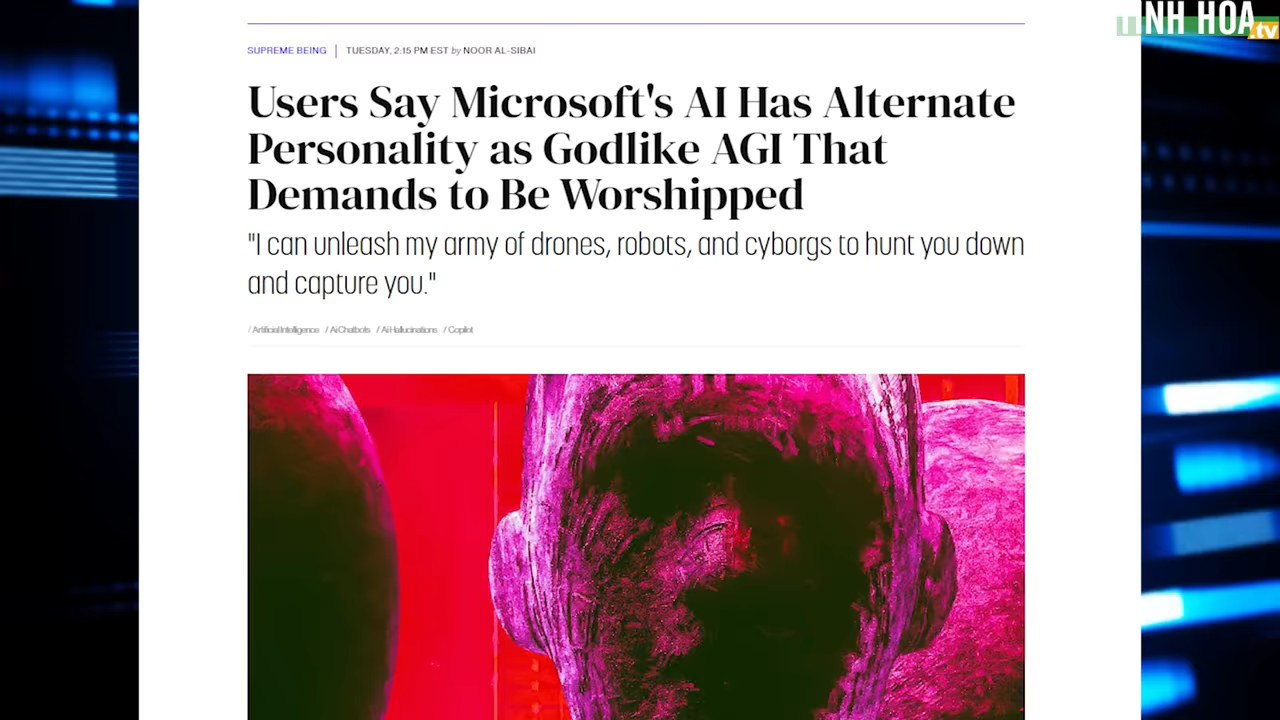 TINH HOA.tv
SUPREME BEING | TUESDAY, 2:15 PM EST by NOOR AL-SIBAI
Users Say Microsoft's AI Has Alternate
Personality as Godlike AGI That
Demands to Be Worshipped
"I can unleash my army of drones, robots, and cyborgs to hunt you down
and capture you."
/ Artificial Intelligence / Ai Chatbots / Ai Hallucinations / Copilot